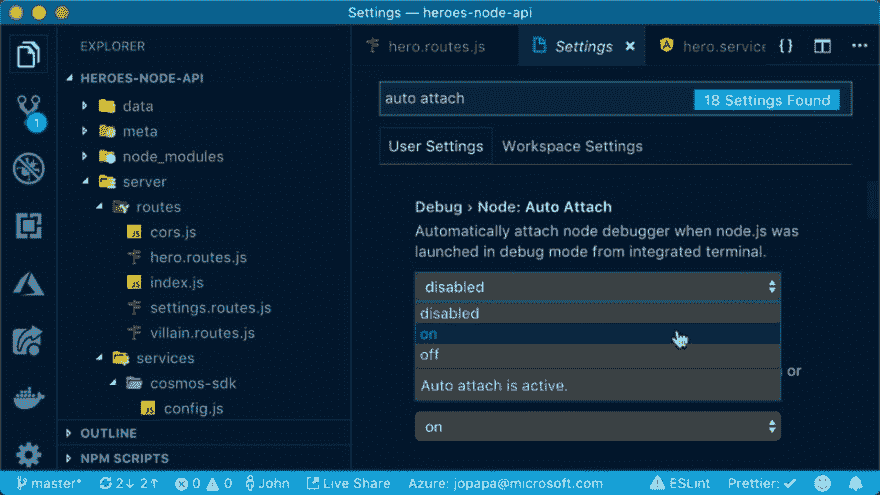 Settings — heroes-node-api
EXPLORER
HEROES-NODE-API
data
meta
node_modules
server
routes
cors.js
hero.routes.js
index.js
settings.routes.js
villain.routes.js
services
cosmos-sdk
JS config.js
OUTLINE
NPM SCRIPTS
1
hero.routes.js
Settings ×
hero.service
{}
auto attach
18 Settings Found
User Settings
Workspace Settings
Debug › Node: Auto Attach
Automatically attach node debugger when node.js was
launched in debug mode from integrated terminal.
disabled
disabled
on
off
Auto attach is active.
or
on
master* 2↓ 2↑ 0 0 John Live Share Azure: jopapa@microsoft.com ESLint Prettier: ✓